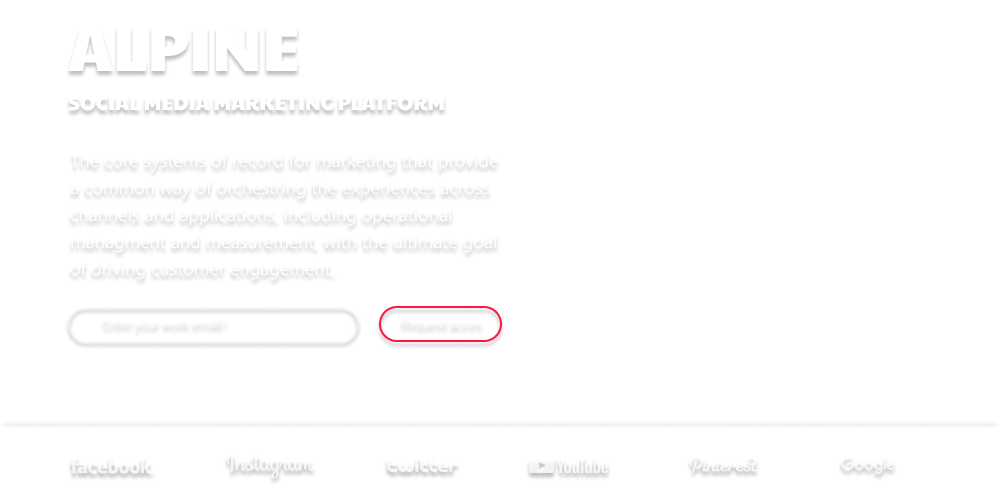 ALPINE
SOCIAL MEDIA MARKETING PLATFORM
The core systems of record for marketing that provide
a common way of orchestring the experiences across
channels and applications, including operational
managment and measurement, with the ultimate goal
of driving customer engagement.
Enter your work email! Request acces
facebook Instagram twitter YouTube Pinterest Google